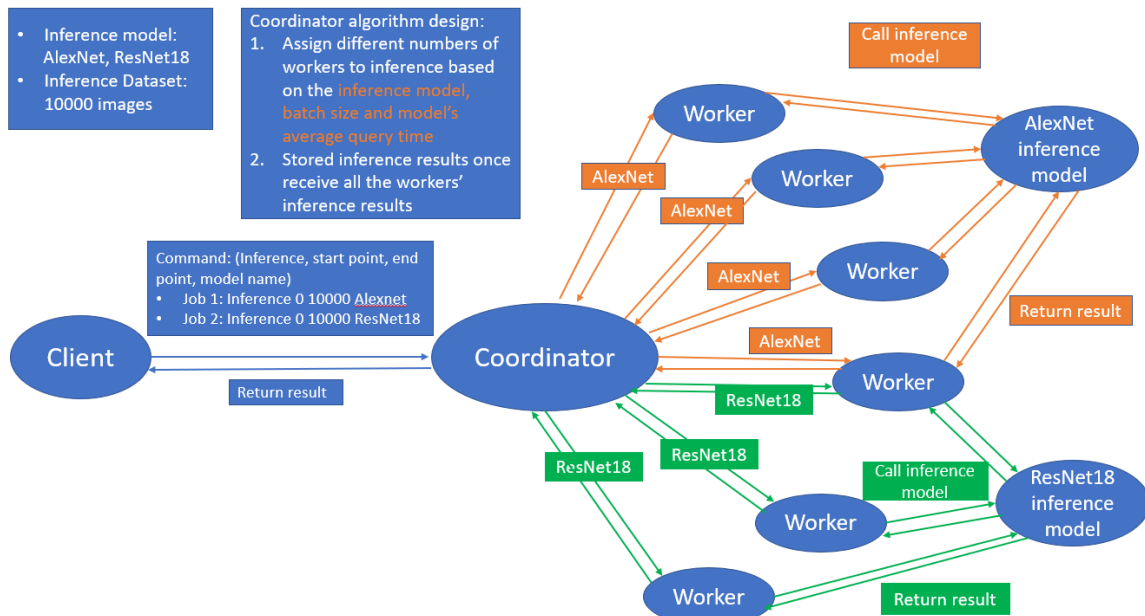 • Inference model:
AlexNet, ResNet18
• Inference Dataset:
10000 images
Coordinator algorithm design:
1. Assign different numbers of
workers to inference based
on the inference model,
batch size and model's
average query time
2. Stored inference results once
receive all the workers'
inference results
Call inference
model
Worker
AlexNet
inference
model
AlexNet
Worker
AlexNet
Command: (Inference, start point, end
point, model name)
• Job 1: Inference 0 10000 Alexnet
• Job 2: Inference 0 10000 ResNet18
AlexNet
Worker
Return result
Client
Coordinator
AlexNet
Worker
Return result
ResNet18
ResNet18
ResNet18
Call inference
model
ResNet18
inference
model
Worker
Worker
Return result